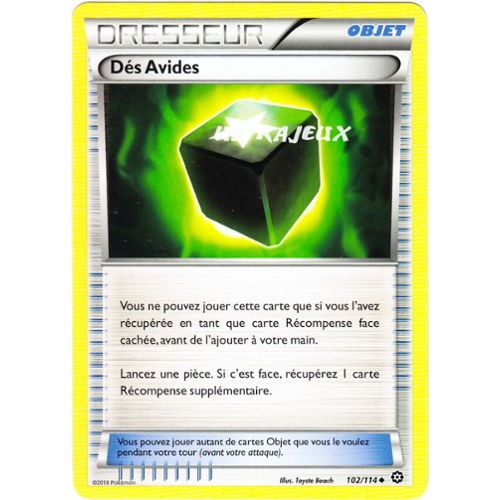 DRESSEUR OBJET
Dés Avides
ULTRAJEUX
Vous ne pouvez jouer cette carte que si vous l'avez
récupérée en tant que carte Récompense face
cachée, avant de l'ajouter à votre main.
Lancez une pièce. Si c'est face, récupérez 1 carte
Récompense supplémentaire.
Vous pouvez jouer autant de cartes Objet que vous le voulez
pendant votre tour (avant votre attaque).
©2016 Pokémon Illus. Toyste Beach 102/114